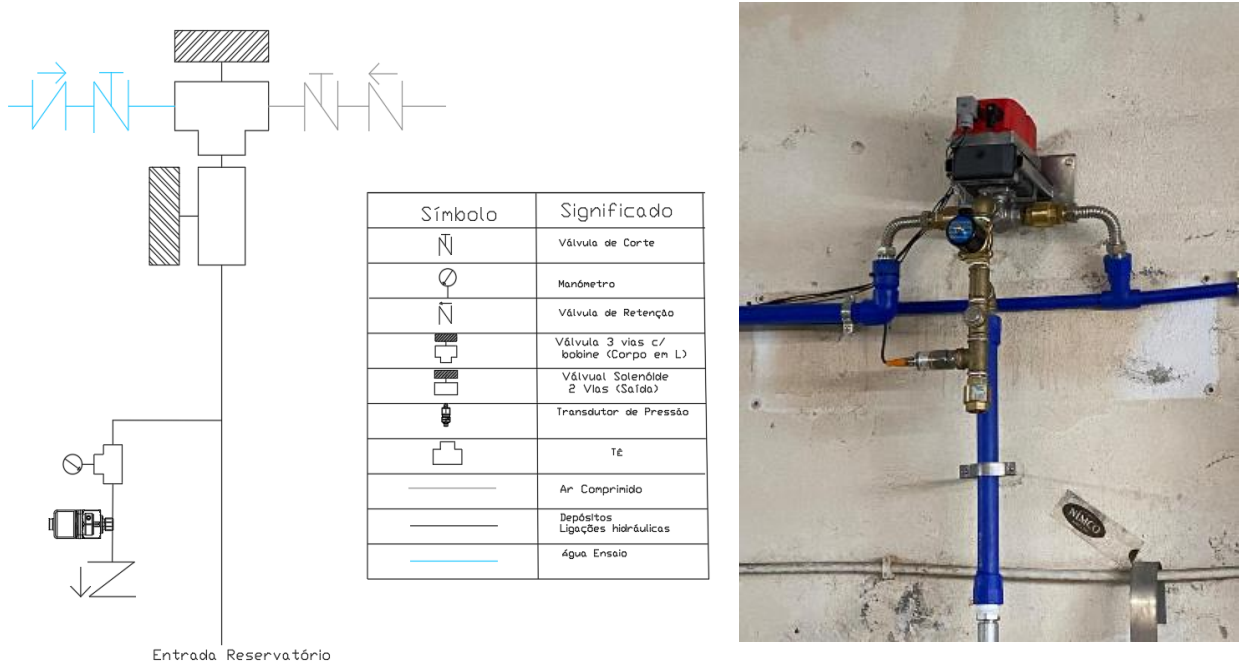 Símbolo
Significado
Válvula de Corte
Manómetro
Válvula de Retenção
Válvula 3 vias c/
bobine (Corpo em L)
Válvual Solenóide
2 Vias (Saída)
Transdutor de Pressão
Tê
Ar Comprimido
Depósitos
Ligações hidráulicas
água Ensaio
Entrada Reservatório
NIMCO